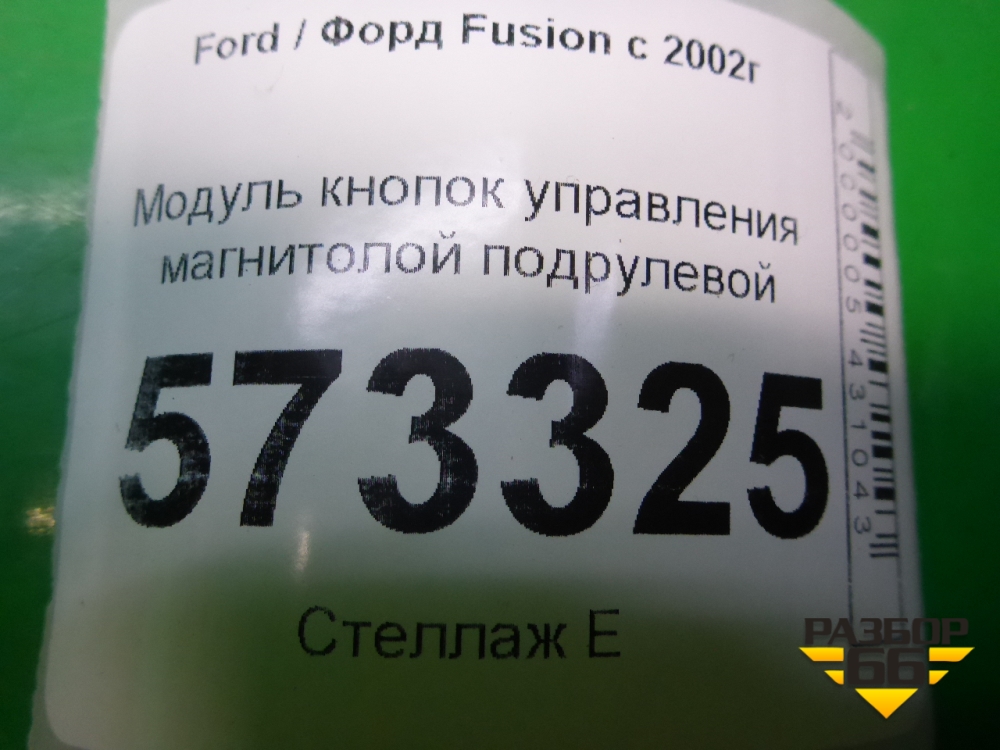 Ford / Форд Fusion с 2002г
Модуль кнопок управления
магнитолой подрулевой
573325
Стеллаж Е
2000005431043
РАЗБОР
66